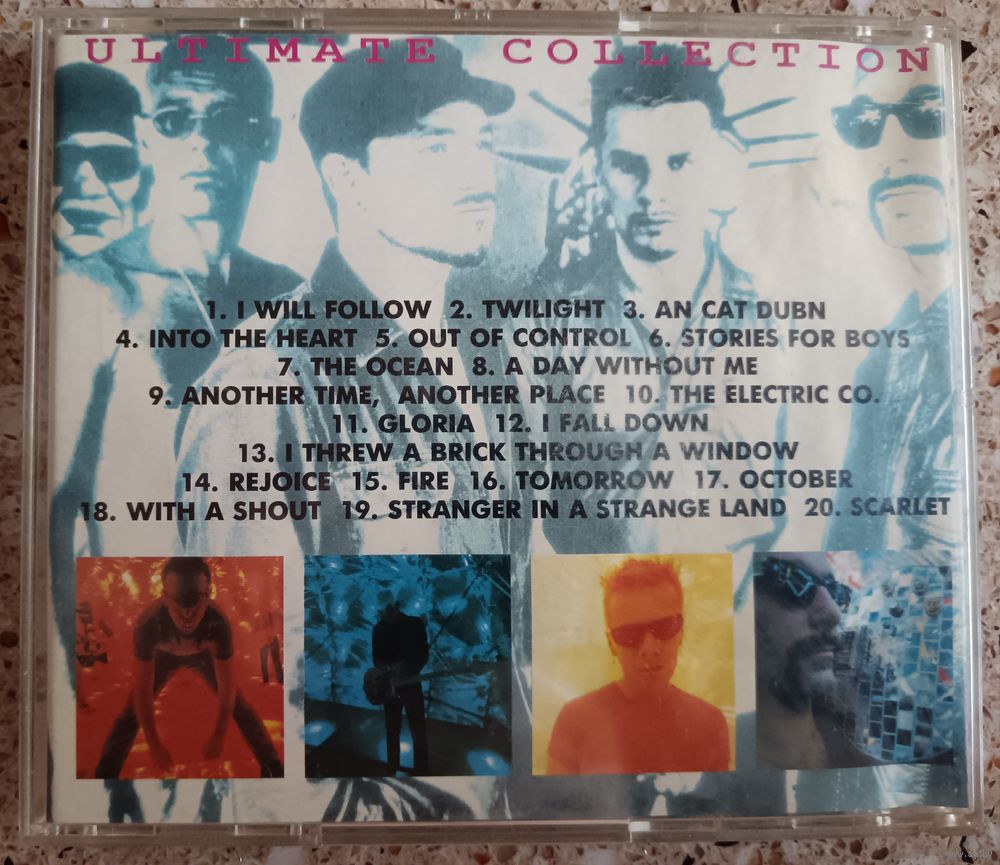 ULTIMATE COLLECTION
1. I WILL FOLLOW 2. TWILIGHT 3. AN CAT DUBN
4. INTO THE HEART 5. OUT OF CONTROL 6. STORIES FOR BOYS
7. THE OCEAN 8. A DAY WITHOUT ME
9. ANOTHER TIME, ANOTHER PLACE 10. THE ELECTRIC CO.
11. GLORIA 12. I FALL DOWN
13. I THREW A BRICK THROUGH A WINDOW
14. REJOICE 15. FIRE 16. TOMORROW 17. OCTOBER
18. WITH A SHOUT 19. STRANGER IN A STRANGE LAND 20. SCARLET